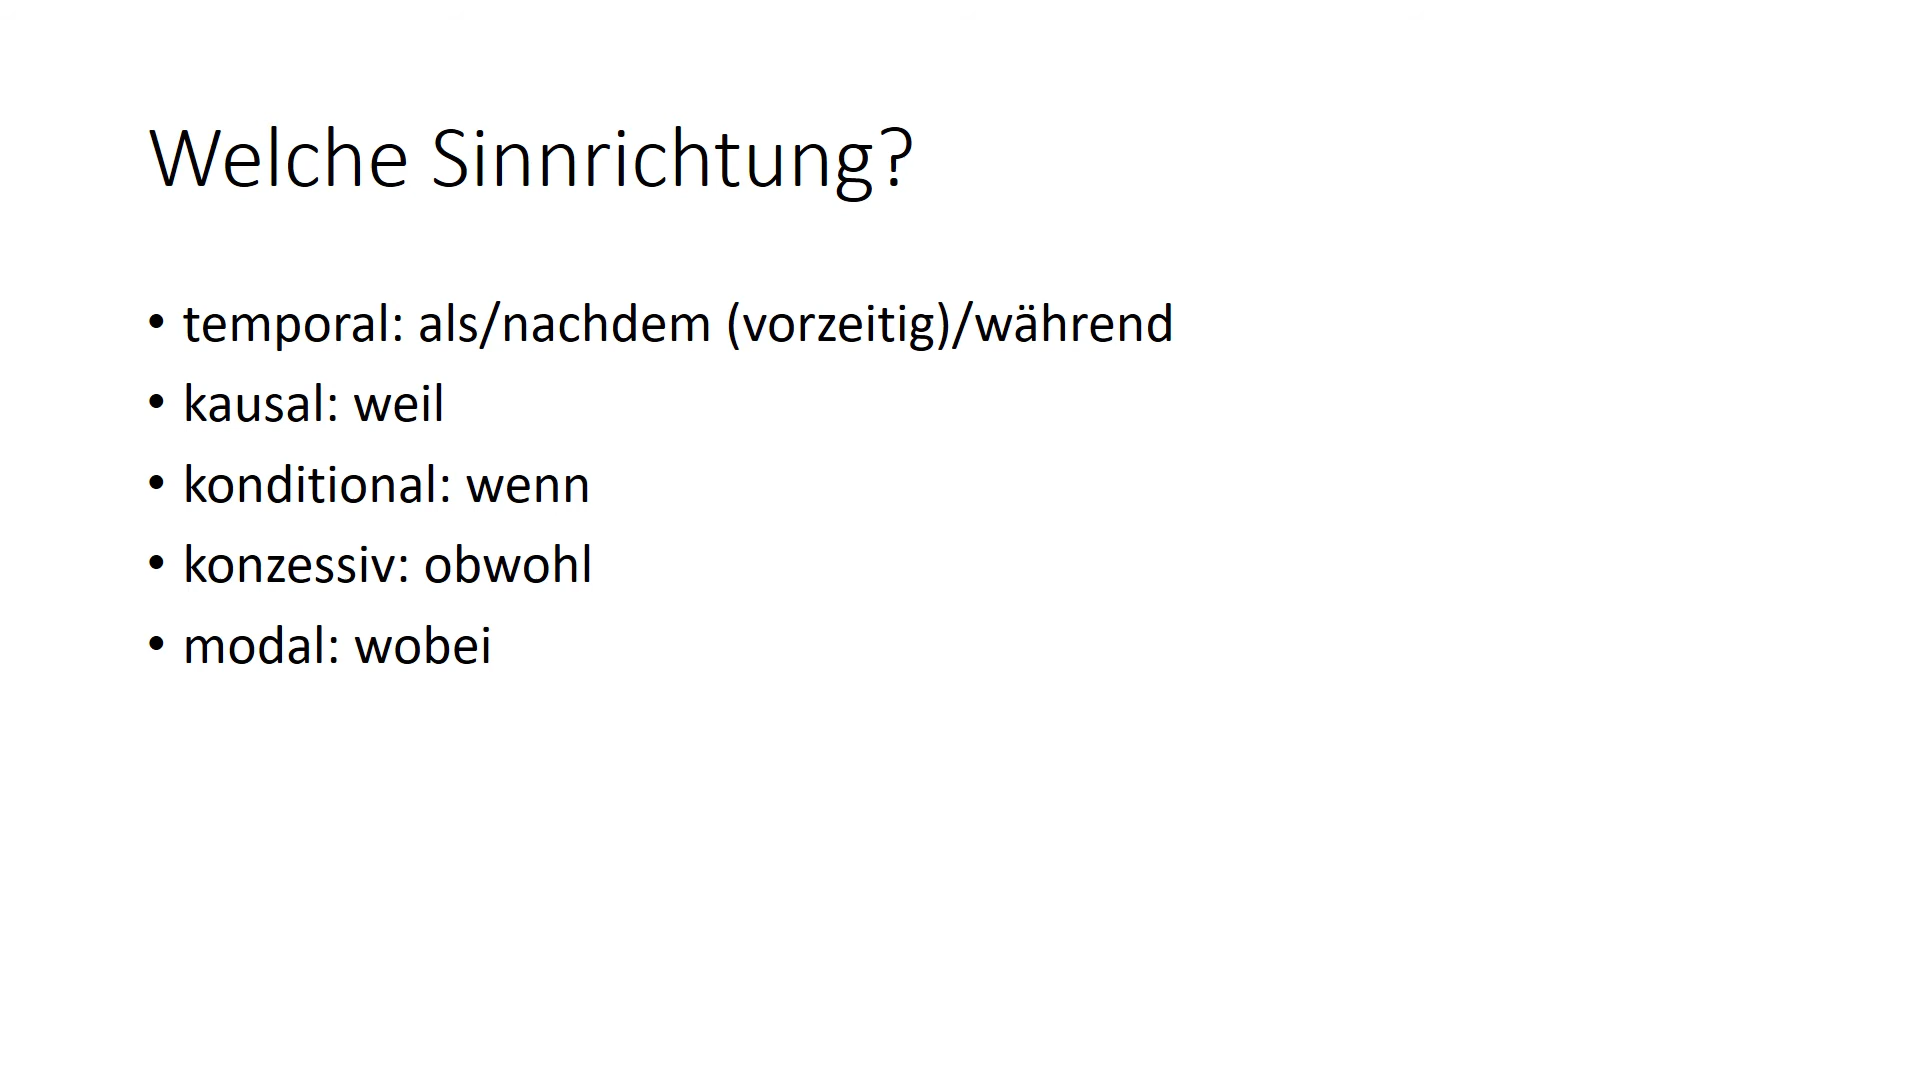 Welche Sinnrichtung?
• temporal: als/nachdem (vorzeitig)/während
• kausal: weil
• konditional: wenn
• konzessiv: obwohl
• modal: wobei